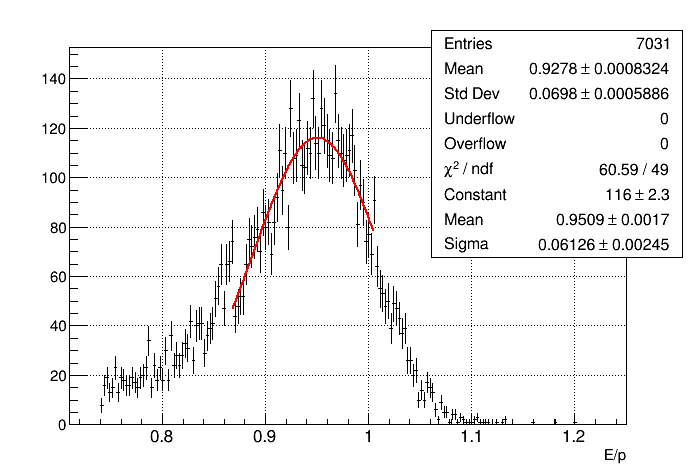 Entries 7031
Mean 0.9278 ± 0.0008324
Std Dev 0.0698 ± 0.0005886
Underflow 0
Overflow 0
χ² / ndf 60.59 / 49
Constant 116 ± 2.3
Mean 0.9509 ± 0.0017
Sigma 0.06126 ± 0.00245
140
120
100
80
60
40
20
0
0.8 0.9 1 1.1 1.2
E/p